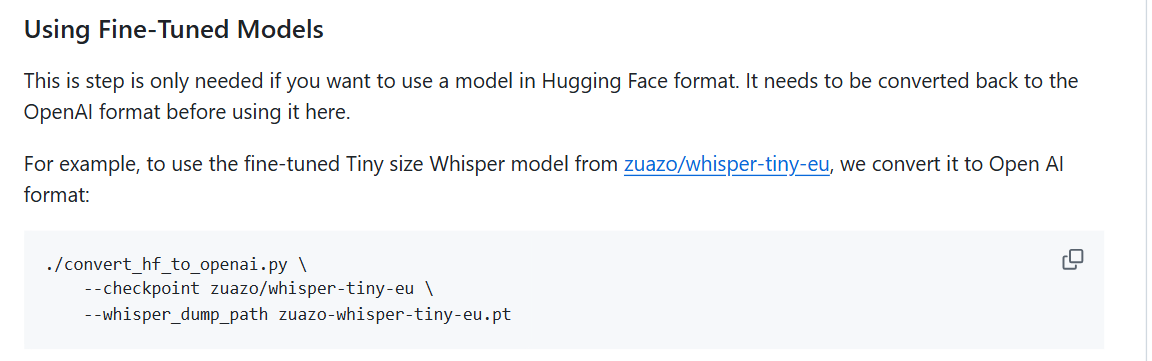 Using Fine-Tuned Models
This is step is only needed if you want to use a model in Hugging Face format. It needs to be converted back to the
OpenAI format before using it here.
For example, to use the fine-tuned Tiny size Whisper model from zuazo/whisper-tiny-eu, we convert it to Open AI
format:
./convert_hf_to_openai.py \
    --checkpoint zuazo/whisper-tiny-eu \
    --whisper_dump_path zuazo-whisper-tiny-eu.pt